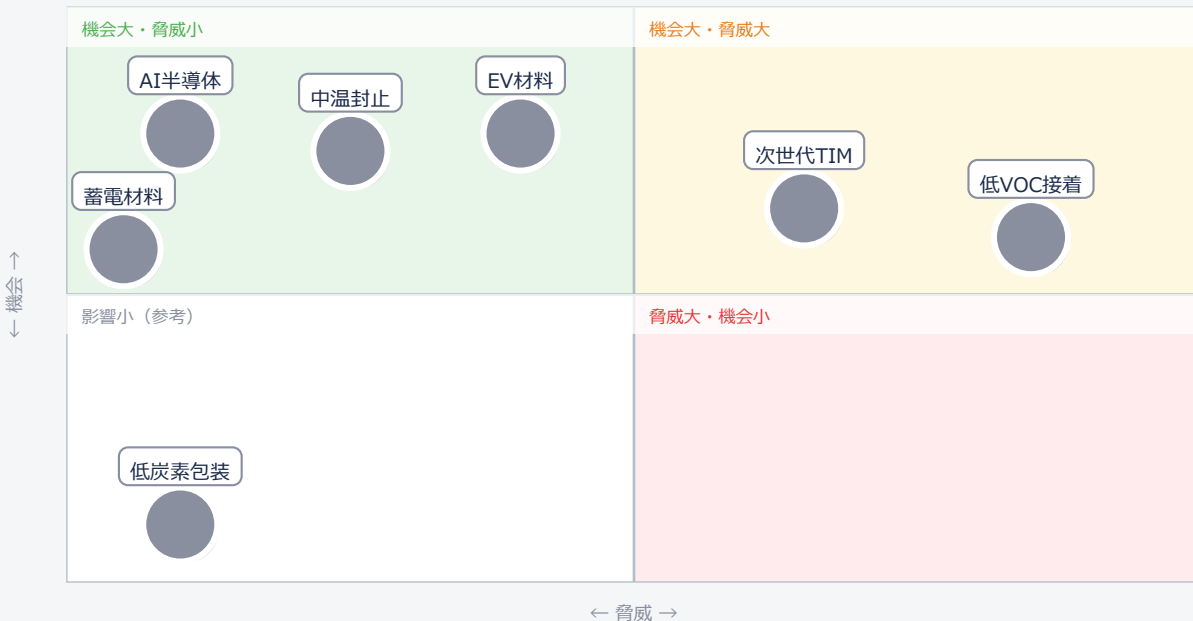 機会大・脅威小
機会大・脅威大
AI半導体
中温封止
EV材料
次世代TIM
低VOC接着
蓄電材料
← 機会 →
影響小（参考）
脅威大・機会小
低炭素包装
← 脅威 →